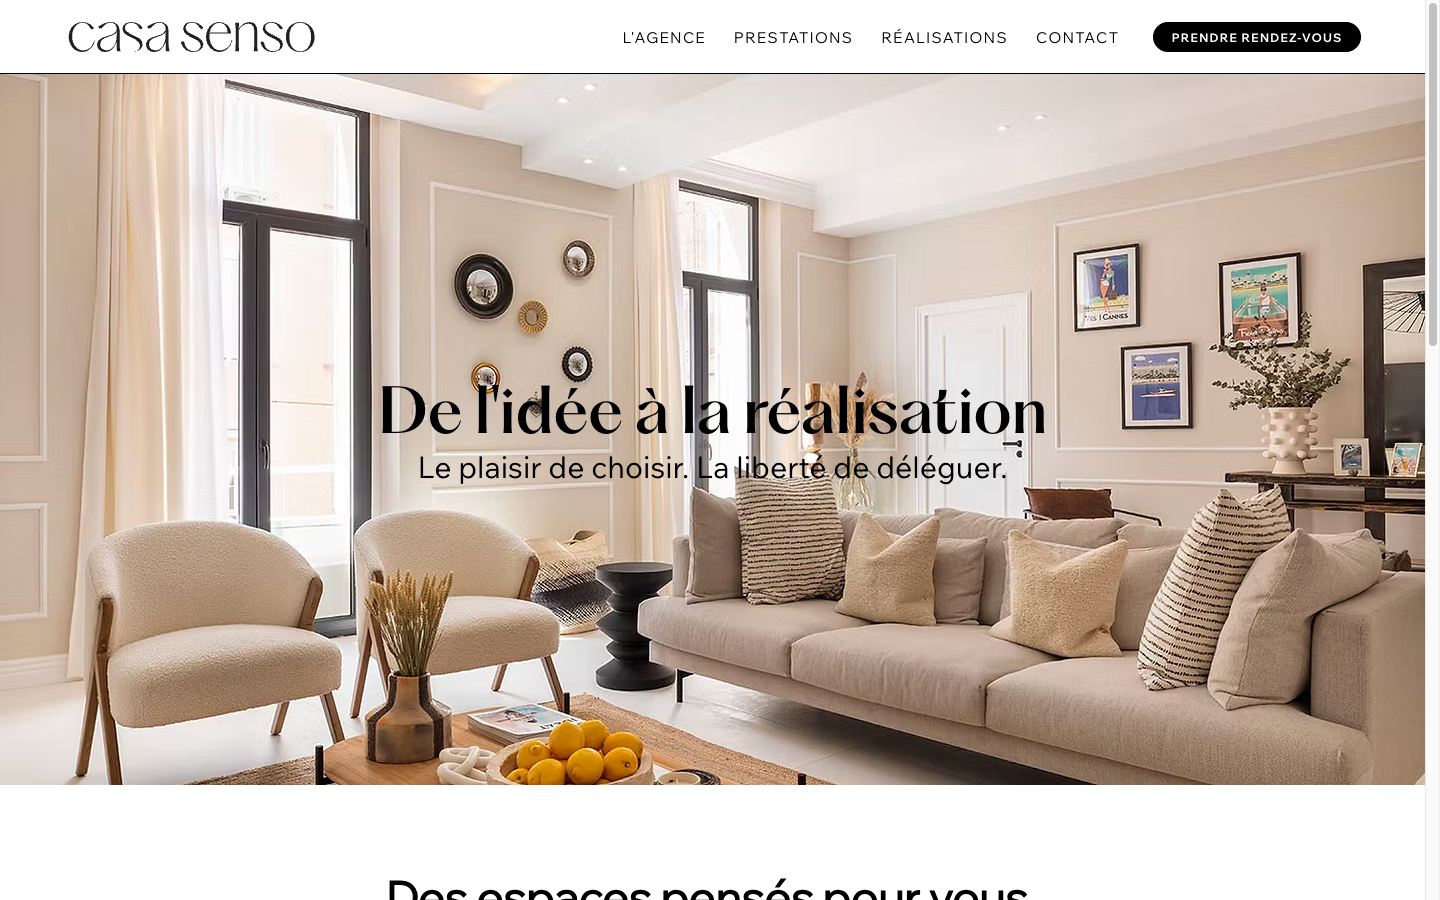 casa senso
L'AGENCE
PRESTATIONS
RÉALISATIONS
CONTACT
PRENDRE RENDEZ-VOUS
De l'idée à la réalisation
Le plaisir de choisir. La liberté de déléguer.
Des espaces pensés pour vous